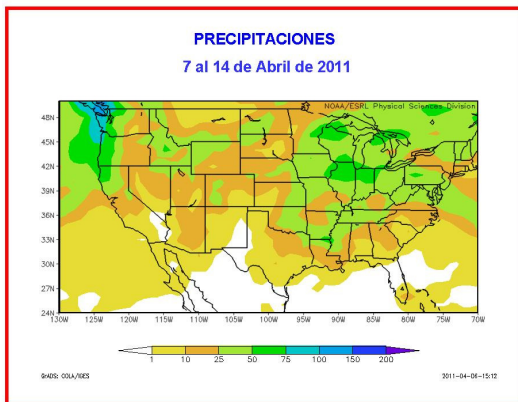 PRECIPITACIONES
7 al 14 de Abril de 2011
NOAA/ESRL Physical Sciences Division
48N
45N
42N
39N
36N
33N
30N
27N
24N
130W 125W 120W 115W 110W 105W 100W 95W 90W 85W 80W 75W 70W
1 10 25 50 75 100 150 200
GrADS: COLA/IGES 2011-04-06-15:12